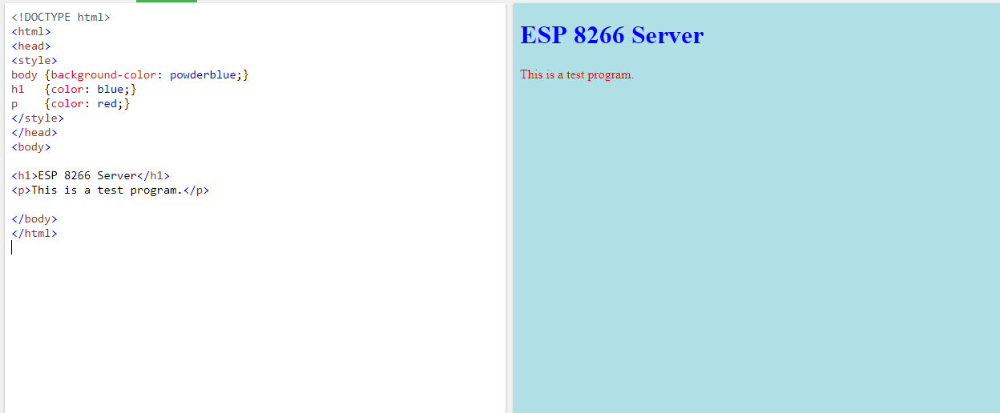 <!DOCTYPE html>
<html>
<head>
<style>
body {background-color: powderblue;}
h1   {color: blue;}
p    {color: red;}
</style>
</head>
<body>
<h1>ESP 8266 Server</h1>
<p>This is a test program.</p>
</body>
</html>
ESP 8266 Server
This is a test program.